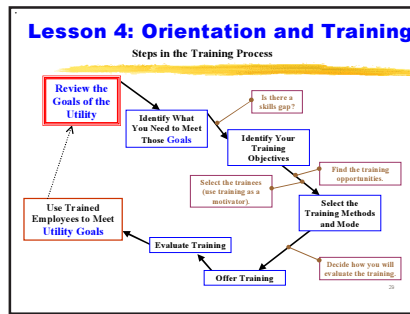 Lesson 4: Orientation and Training
Steps in the Training Process
Review the
Goals of the
Utility
Identify What
You Need to Meet
Those Goals
Is there a
skills gap?
Identify Your
Training
Objectives
Find the training
opportunities.
Select the trainees
(use training as a
motivator).
Select the
Training Methods
and Mode
Use Trained
Employees to Meet
Utility Goals
Evaluate Training
Offer Training
Decide how you will
evaluate the training.